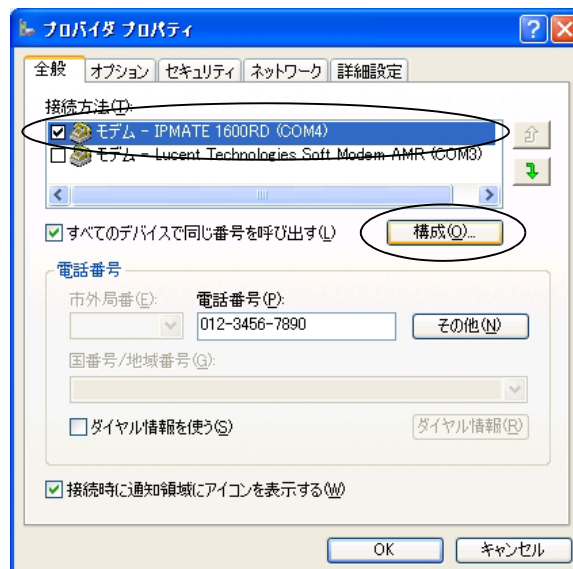 プロバイダ プロパティ
全般 オプション セキュリティ ネットワーク 詳細設定
接続方法(T):
モデム - IPMATE 1600RD (COM4)
モデム - Lucent Technologies Soft Modem AMR (COM3)
すべてのデバイスで同じ番号を呼び出す(L) 構成(O)...
電話番号
市外局番(E): 電話番号(P):
012-3456-7890 その他(N)
国番号/地域番号(G):
ダイヤル情報を使う(S) ダイヤル情報(R)
接続時に通知領域にアイコンを表示する(W)
OK キャンセル